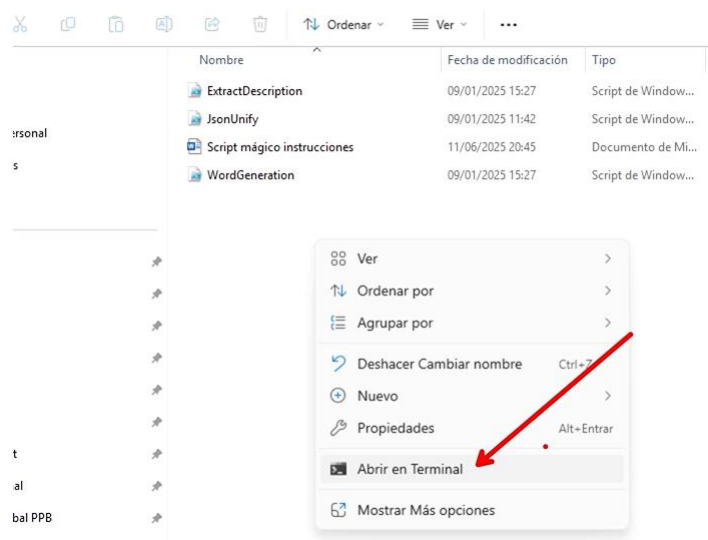 Ordenar
Ver
Nombre Fecha de modificación Tipo
ExtractDescription 09/01/2025 15:27 Script de Window...
JsonUnify 09/01/2025 11:42 Script de Window...
Script mágico instrucciones 11/06/2025 20:45 Documento de Mi...
WordGeneration 09/01/2025 15:27 Script de Window...
ersonal
s
t
al
bal PPB
Ver
Ordenar por
Agrupar por
Deshacer Cambiar nombre Ctrl+Z
Nuevo
Propiedades Alt+Entrar
Abrir en Terminal
Mostrar Más opciones